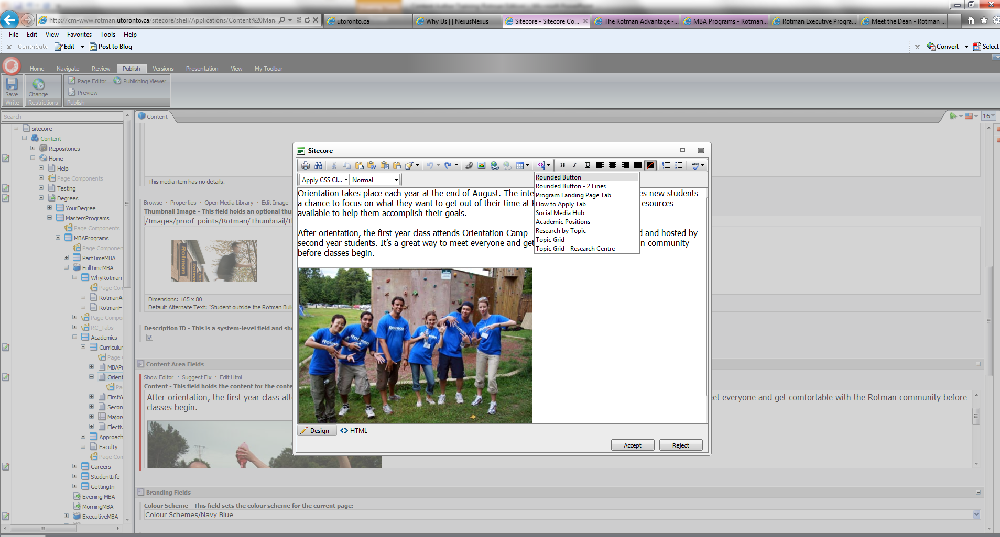 http://cm-www.rotman.utoronto.ca/sitecore/shell/Applications/Content%20Man
utoronto.ca
Why Us | | NexusNexus
Sitecore - Sitecore Co...
The Rotman Advantage -...
MBA Programs - Rotman...
Rotman Executive Progra...
Meet the Dean - Rotman ...
File Edit View Favorites Tools Help
x Contribute Edit Post to Blog
x Convert Select
Home Navigate Review Publish Versions Presentation View My Toolbar
Page Editor Publishing Viewer
Save Change Preview
Write Restrictions Publish
Search
Content
16
sitecore
Content
Repositories
Home
Help
Page Components
Testing
Degrees
YourDegree
MastersPrograms
Page Components
MBAPrograms
Page Componen
PartTimeMBA
FullTimeMBA
WhyRotman
Page Con
RotmanA
RotmanFT
Page Compo
RC_Tabs
Academics
Curriculur
Page
MBAPr
Orient
Pa
FirstYe
Secon
Majors
Electiv
Approach
Faculty
Page Con
Careers
StudentLife
GettingIn
Evening MBA
MorningMBA
ExecutiveMBA
This media item has no details.
Browse · Properties · Open Media Library · Edit Image
Thumbnail Image - This field holds an optional thu
/Images/proof-points/Rotman/Thumbnail/t
Rotman
Rotman
Dimensions: 165 x 80
Default Alternate Text: "Student outside the Rotman Buil
Description ID - This is a system-level field and sho
Content Area Fields
Show Editor · Suggest Fix · Edit Html
Content - This field holds the content for the conte
After orientation, the first year class atte
eet everyone and get comfortable with the Rotman community before
classes begin.
Branding Fields
Colour Scheme - This field sets the colour scheme for the current page:
Colour Schemes/Navy Blue
Sitecore
B I U
ABC
Apply CSS Cl... Normal
Rounded Button
Rounded Button - 2 Lines
Program Landing Page Tab
How to Apply Tab
Social Media Hub
Academic Positions
Research by Topic
Topic Grid
Topic Grid - Research Centre
Orientation takes place each year at the end of August. The inte
es new students
a chance to focus on what they want to get out of their time at
resources
available to help them accomplish their goals.
After orientation, the first year class attends Orientation Camp –
d and hosted by
second year students. It's a great way to meet everyone and get
n community
before classes begin.
Rotman
Rotman
Rotman
Rotman
Design HTML
Accept Reject